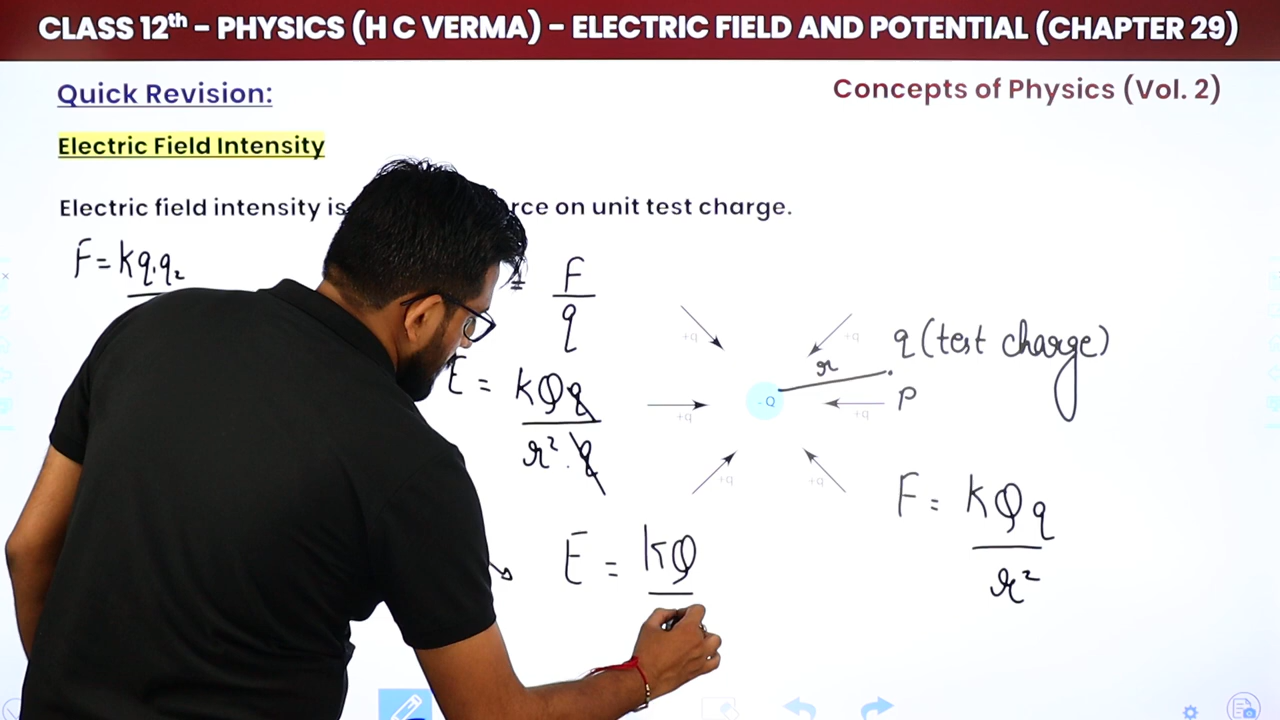 CLASS 12th – PHYSICS (H C VERMA) – ELECTRIC FIELD AND POTENTIAL (CHAPTER 29)
Quick Revision:
Concepts of Physics (Vol. 2)
Electric Field Intensity
Electric field intensity is rce on unit test charge.
F = kq1q2
= F
q
+q
+q
q (test charge)
r
E = kQq
r² . q
- Q
+q
+q
P
+q
+q
F = kQq
r²
E = kQ